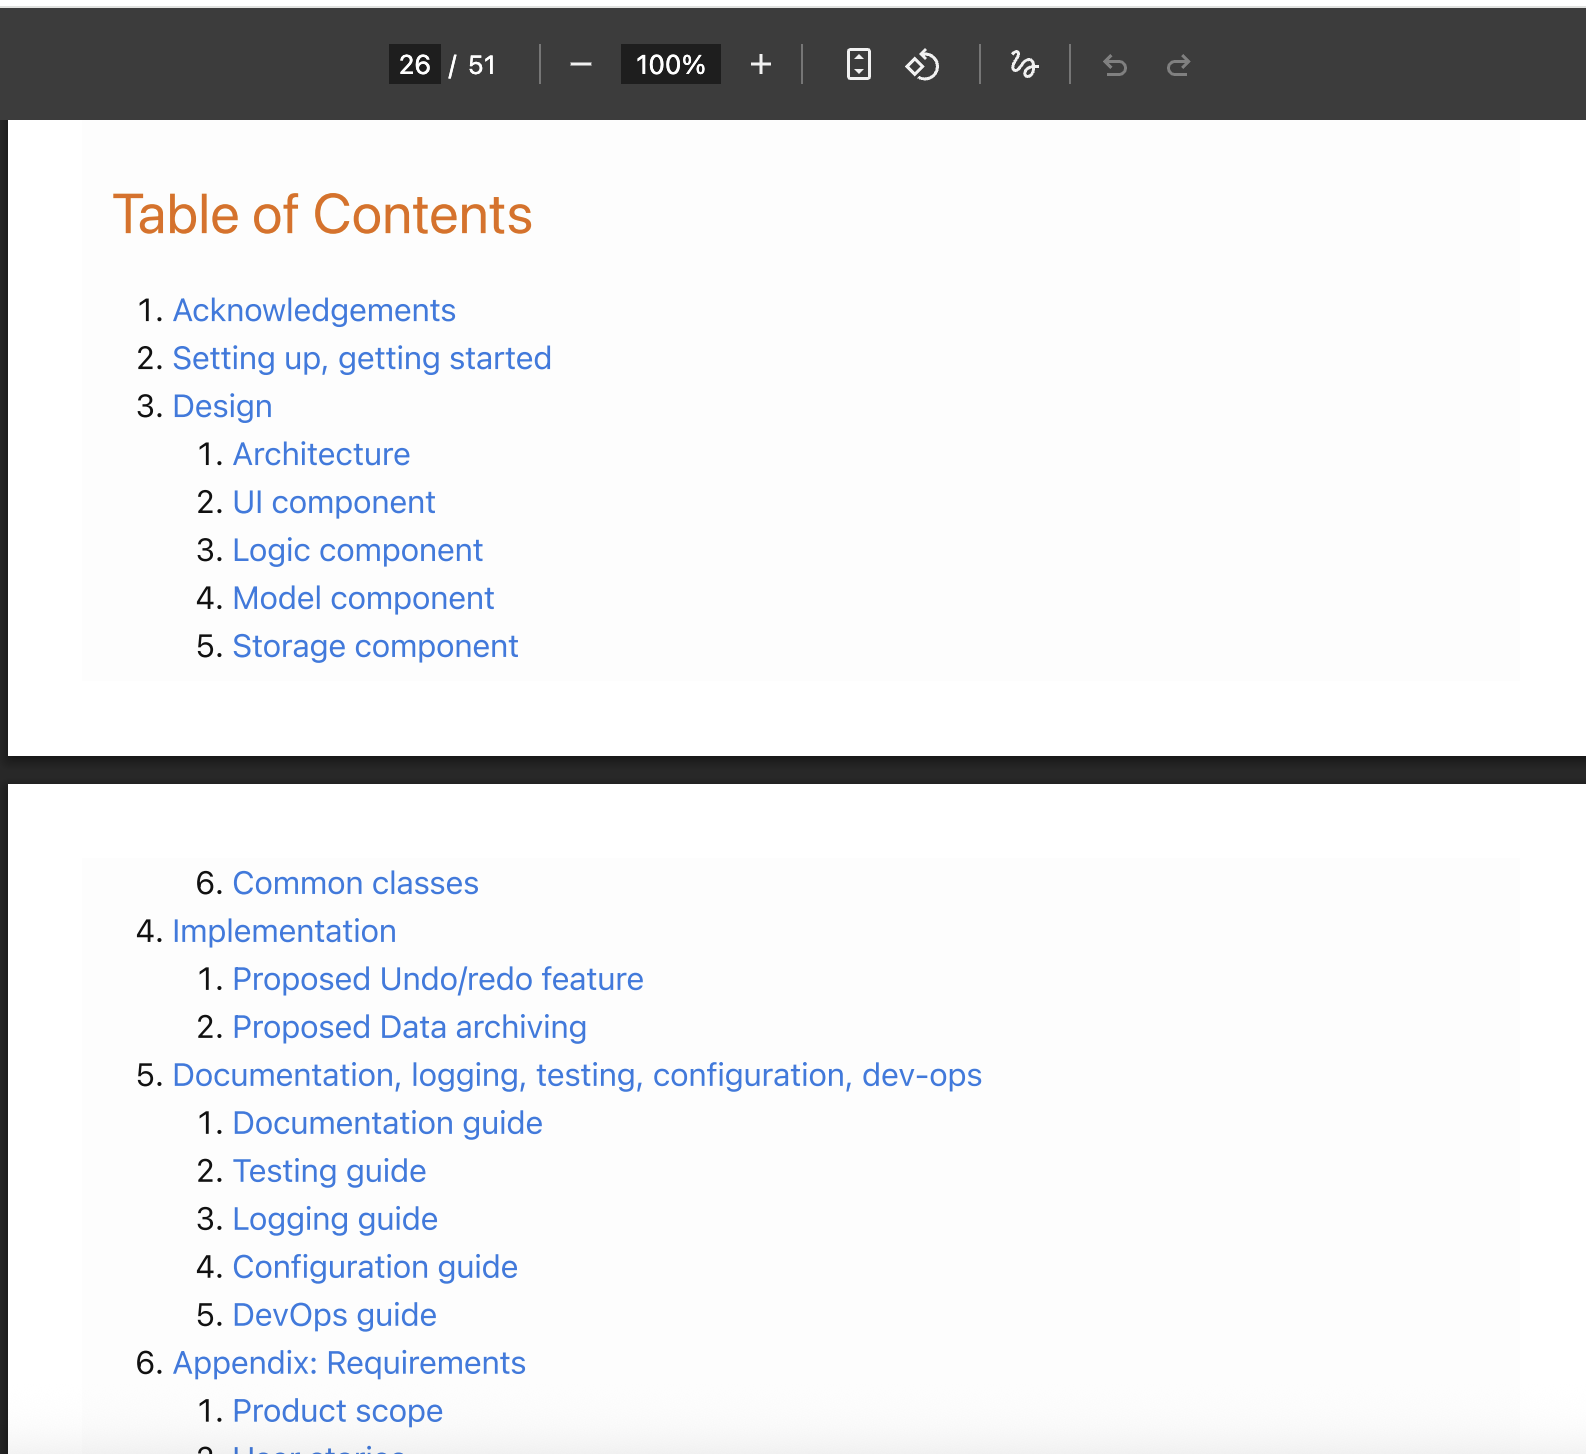 26 / 51 — 100% +
Table of Contents
1. Acknowledgements
2. Setting up, getting started
3. Design
1. Architecture
2. UI component
3. Logic component
4. Model component
5. Storage component
6. Common classes
4. Implementation
1. Proposed Undo/redo feature
2. Proposed Data archiving
5. Documentation, logging, testing, configuration, dev-ops
1. Documentation guide
2. Testing guide
3. Logging guide
4. Configuration guide
5. DevOps guide
6. Appendix: Requirements
1. Product scope
2. User stories